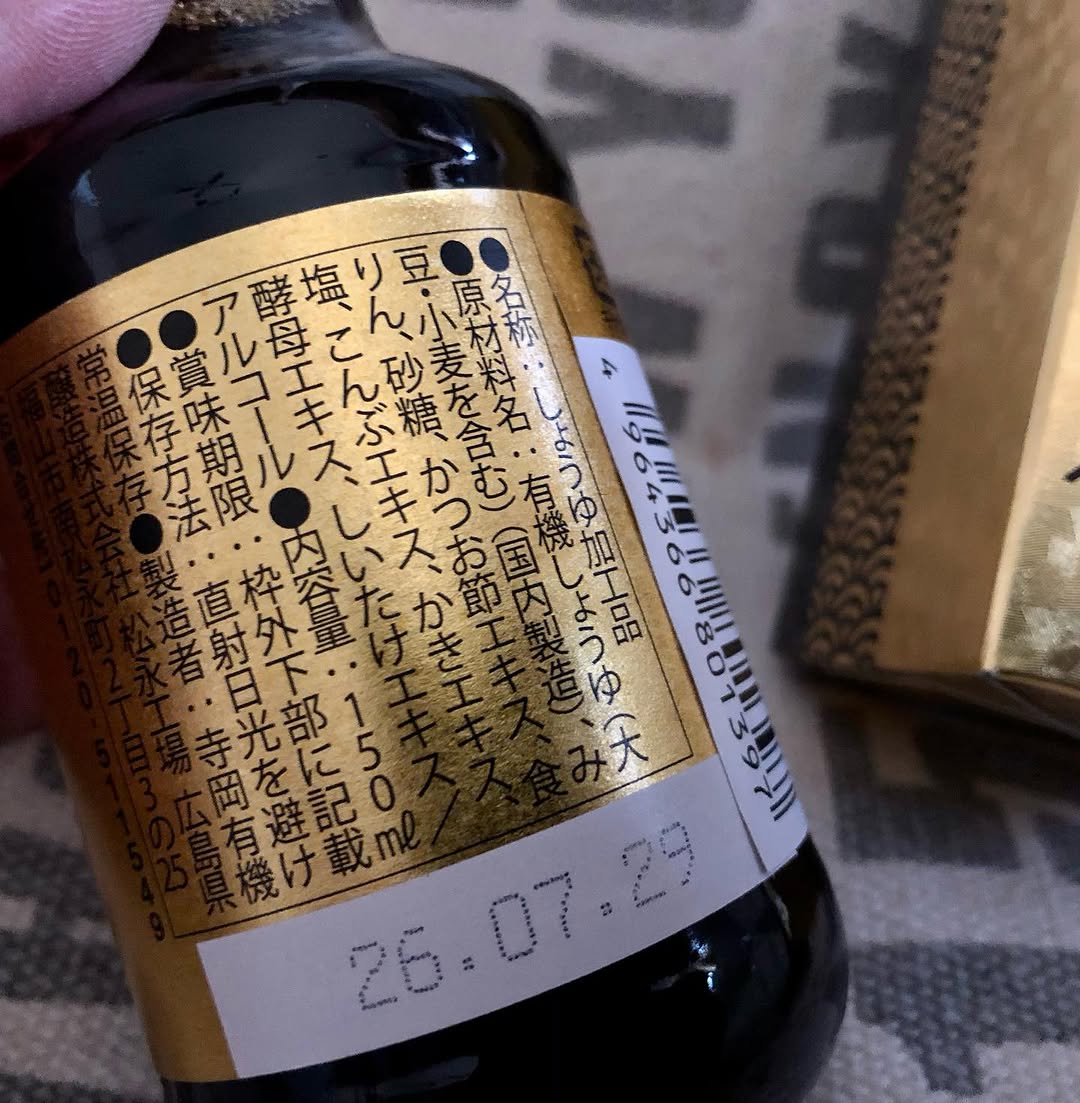 ●名称：しょうゆ加工品
●原材料名：有機しょうゆ（大
豆・小麦を含む）（国内製造）、み
りん、砂糖、かつお節エキス、食
塩、こんぶエキス、かきエキス、
酵母エキス、しいたけエキス／
アルコール●内容量：150㎖
●賞味期限：枠外下部に記載
●保存方法：直射日光を避け
常温保存●製造者：寺岡有機
醸造株式会社 松永工場 広島県
福山市南松永町2丁目3の25
0120・511549
4 964366 801397
26.07.29